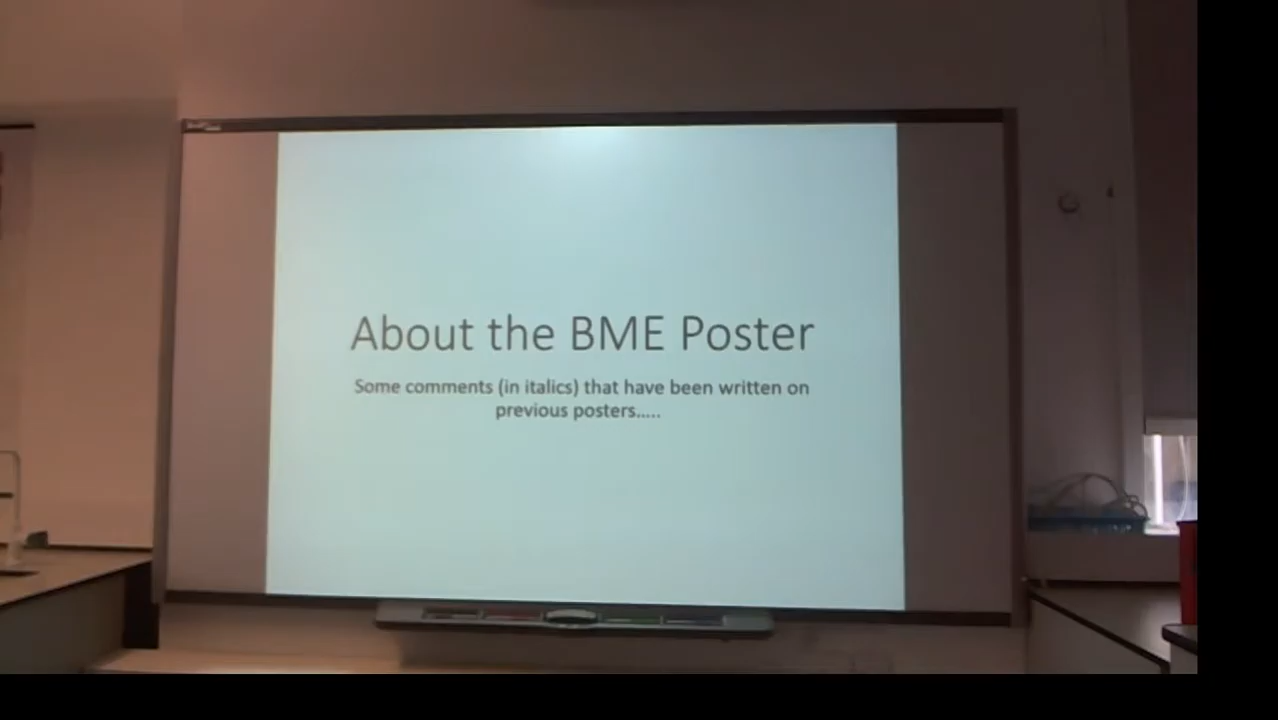 About the BME Poster
Some comments (in italics) that have been written on
previous posters.....